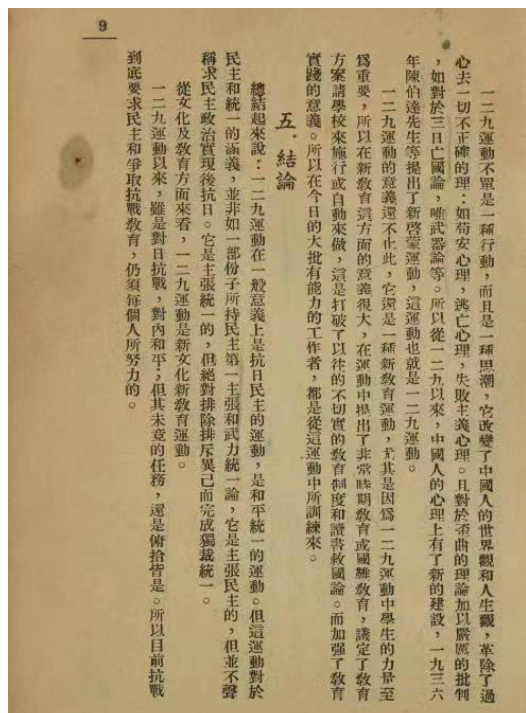 9
一二九運動不單是一種行動，而且是一種思潮，它改變了中國人的世界觀和人生觀，革除了過
心去一切不正確的理：如苟安心理，逃亡心理，失敗主義心理。且對於歪曲的理論加以嚴厲的批判
，如對於三日亡國論，唯武器論等。所以從一二九以來，中國人的心理上有了新的建設，一九三六
年陳伯達先生等提出了新啓蒙運動，這運動也就是一二九運動。
一二九運動的意義還不止此，它還是一種新敎育運動，尤其是因爲一二九運動中學生的力量至
爲重要，所以在新敎育這方面的意義很大，在運動中提出了非常時期敎育或國難敎育，議定了敎育
方案請學校來施行或自動來做，這是打破了以往的不切實的敎育制度和讀書救國論。而加强了敎育
實踐的意義。所以在今日的大批有能力的工作者，都是從這運動中所訓練來。
五．結論
總結起來說：一二九運動在一般意義上是抗日民主的運動，是和平統一的運動。但這運動對於
民主和統一的涵義，並非如一部份子所持民主第一主張和武力統一論，它是主張民主的，但並不聲
稱求民主政治實現後抗日。它是主張統一的，但絕對排除排斥異己而完成獨裁統一。
從文化及敎育方面來看，一二九運動是新文化新敎育運動。
一二九運動以來，雖是對日抗戰，對內和平，但其未竟的任務，還是俯拾皆是。所以目前抗戰
到底要求民主和爭取抗戰敎育，仍須每個人所努力的。